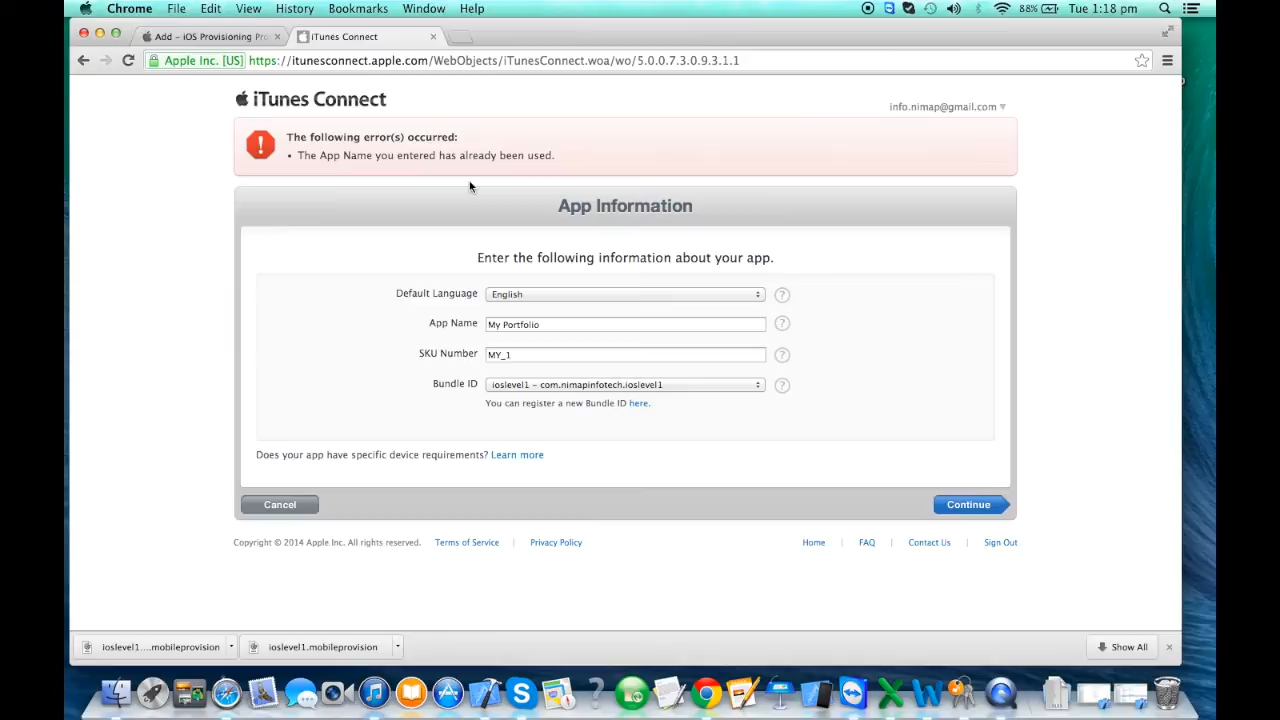 Chrome File Edit View History Bookmarks Window Help 88% Tue 1:18 pm
Add - iOS Provisioning Pro × iTunes Connect ×
Apple Inc. [US] https://itunesconnect.apple.com/WebObjects/iTunesConnect.woa/wo/5.0.0.7.3.0.9.3.1.1
iTunes Connect
info.nimap@gmail.com
The following error(s) occurred:
• The App Name you entered has already been used.
App Information
Enter the following information about your app.
Default Language English ?
App Name My Portfolio ?
SKU Number MY_1 ?
Bundle ID ioslevel1 - com.nimapinfotech.ioslevel1 ?
You can register a new Bundle ID here.
Does your app have specific device requirements? Learn more
Cancel Continue
Copyright © 2014 Apple Inc. All rights reserved. Terms of Service | Privacy Policy Home | FAQ | Contact Us | Sign Out
ioslevel1....mobileprovision ioslevel1.mobileprovision Show All ×